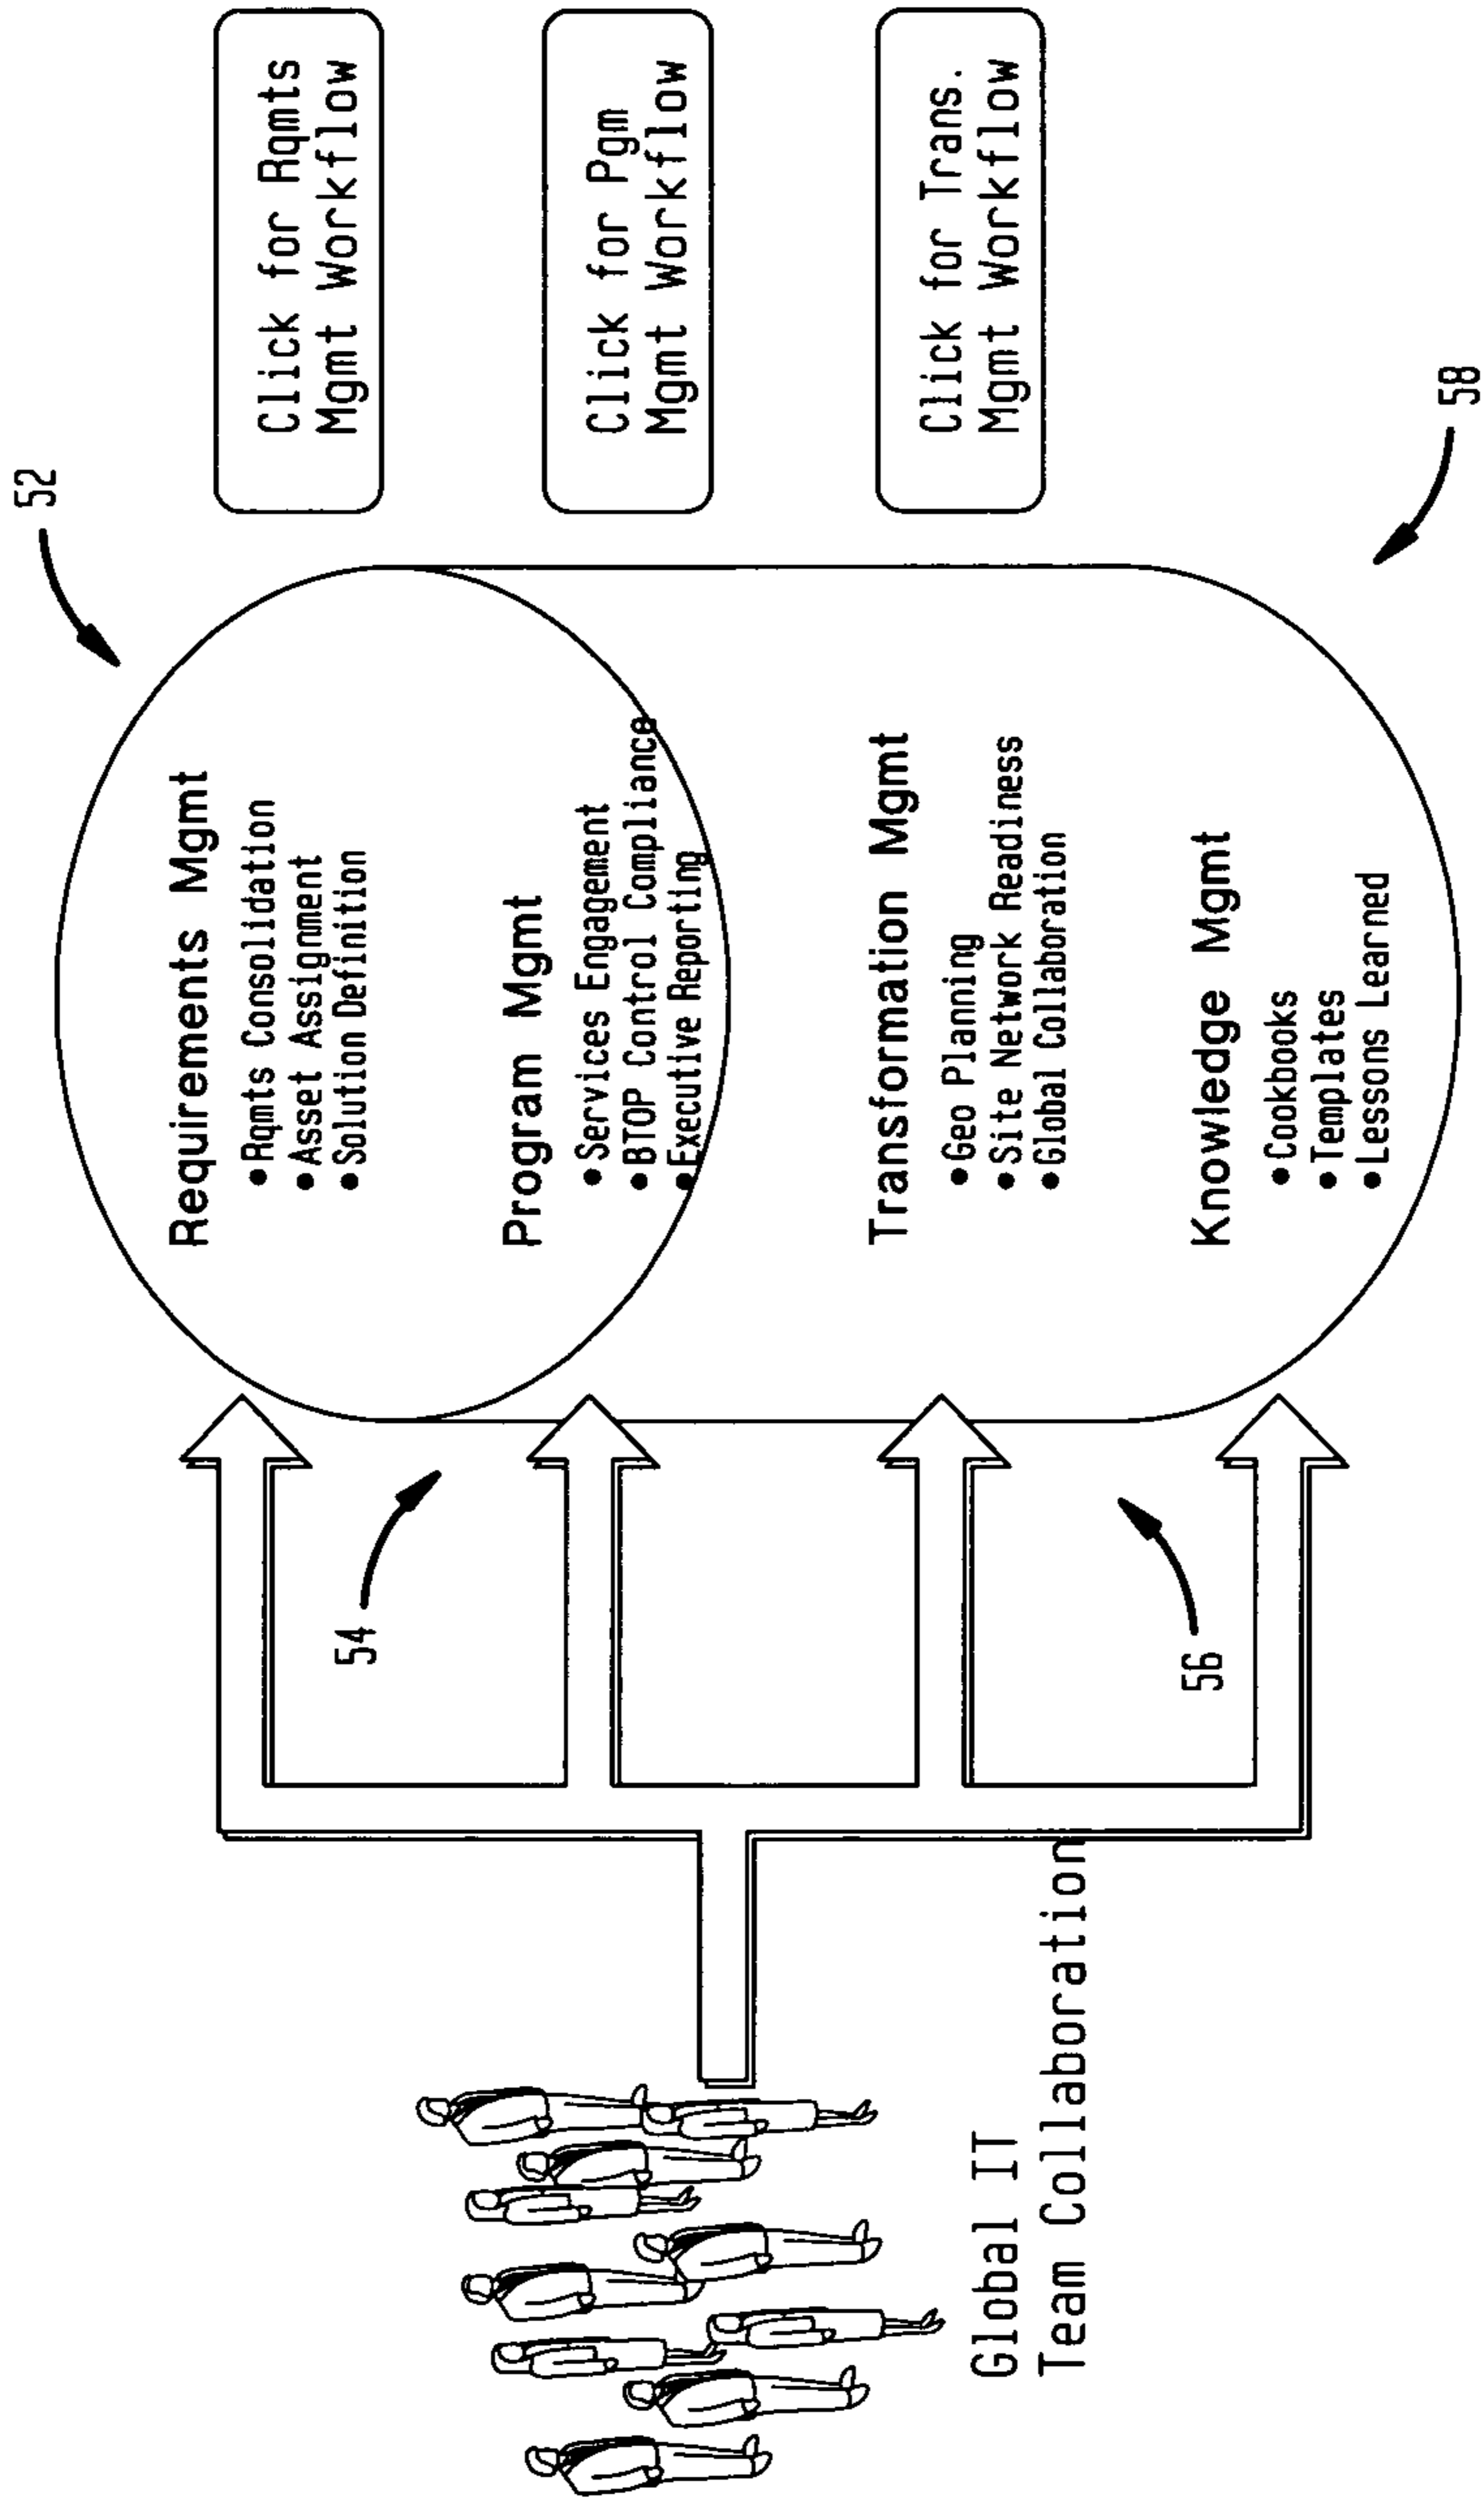 52
Requirements Mgmt
•Rqmts Consolidation
•Asset Assignment
•Solution Definition
Click for Rqmts
Mgmt Workflow
54
Program Mgmt
•Services Engagement
•BTOP Control Compliance
•Executive Reporting
Click for Pgm
Mgmt Workflow
Transformation Mgmt
•Geo Planning
•Site Network Readiness
•Global Collaboration
Click for Trans.
Mgmt Workflow
Global IT
Team Collaboration
56
Knowledge Mgmt
•Cookbooks
•Templates
•Lessons Learned
58